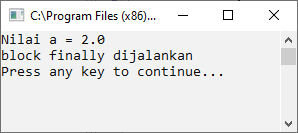 C:\Program Files (x86)...
Nilai a = 2.0
block finally dijalankan
Press any key to continue...